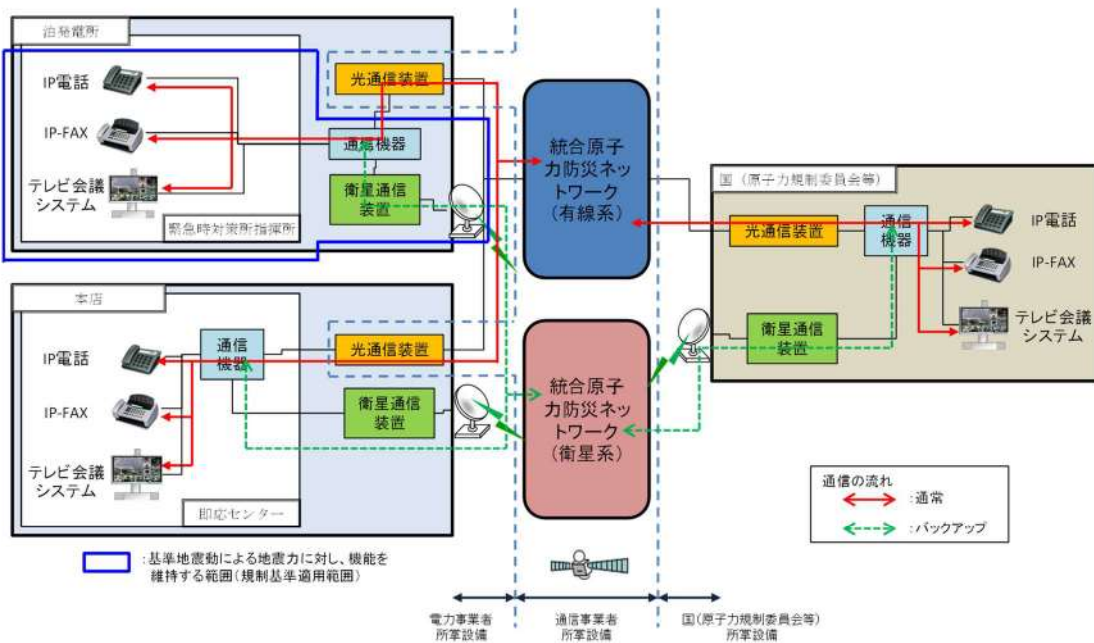 泊発電所
IP電話
IP-FAX
テレビ会議
システム
緊急時対策所指揮所
光通信装置
通信機器
衛星通信
装置
本店
IP電話
IP-FAX
テレビ会議
システム
即応センター
通信
機器
光通信装置
衛星通信
装置
統合原子
力防災ネッ
トワーク
(有線系)
統合原子
力防災ネッ
トワーク
(衛星系)
国(原子力規制委員会等)
光通信装置
通信
機器
衛星通信
装置
IP電話
IP-FAX
テレビ会議
システム
通信の流れ
:通常
:バックアップ
:基準地震動による地震力に対し、機能を
維持する範囲(規制基準適用範囲)
電力事業者
所掌設備
通信事業者
所掌設備
国(原子力規制委員会等)
所掌設備